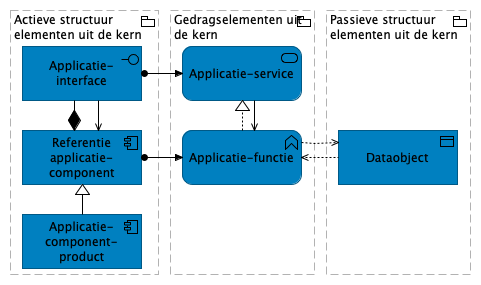 Actieve structuur
elementen uit de kern
Gedragselementen uit
de kern
Passieve structuur
elementen uit de kern
Applicatie-
interface
Applicatie-service
Referentie
applicatie-
component
Applicatie-functie
Dataobject
Applicatie-
component-
product